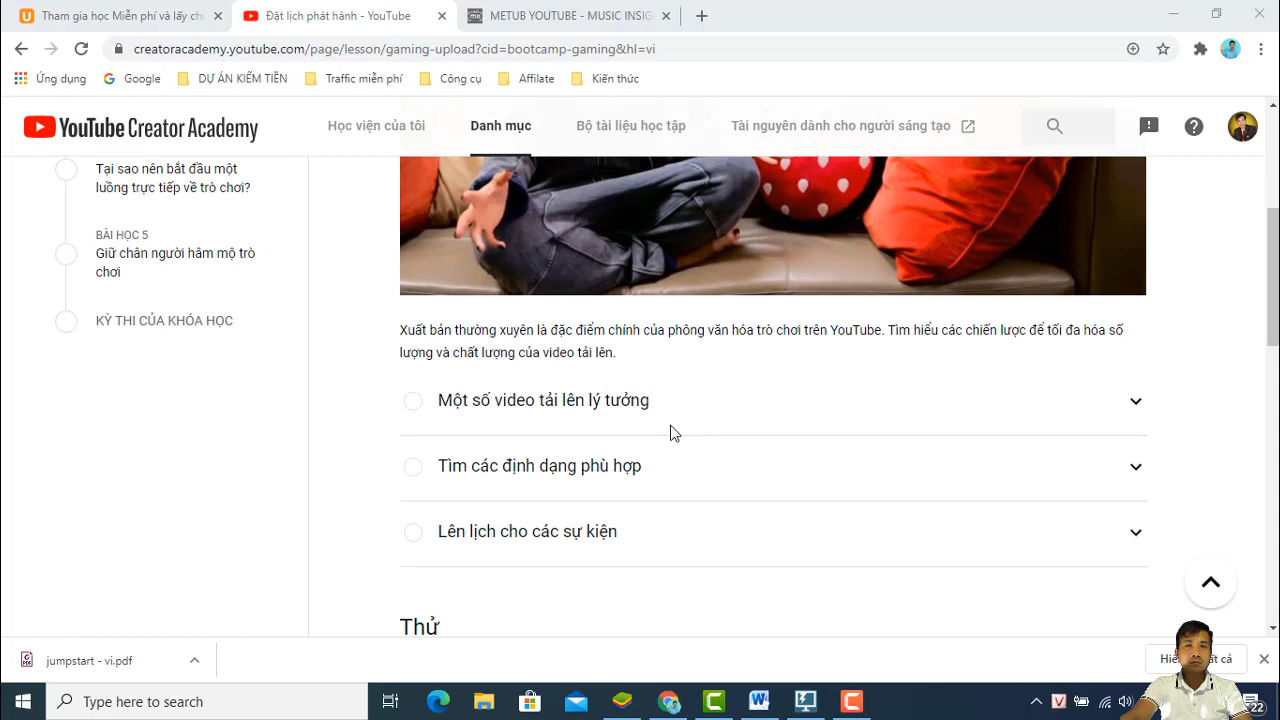 Tham gia học Miễn phí và lấy ch
Đặt lịch phát hành - YouTube
METUB YOUTUBE - MUSIC INSIG
creatoracademy.youtube.com/page/lesson/gaming-upload?cid=bootcamp-gaming&hl=vi
Ứng dụng
Google
DỰ ÁN KIẾM TIỀN
Traffic miễn phí
Công cụ
Affilate
Kiến thức
YouTube Creator Academy
Học viện của tôi
Danh mục
Bộ tài liệu học tập
Tài nguyên dành cho người sáng tạo
Tại sao nên bắt đầu một
luồng trực tiếp về trò chơi?
BÀI HỌC 5
Giữ chân người hâm mộ trò
chơi
KỲ THI CỦA KHÓA HỌC
Xuất bản thường xuyên là đặc điểm chính của phông văn hóa trò chơi trên YouTube. Tìm hiểu các chiến lược để tối đa hóa số
lượng và chất lượng của video tải lên.
Một số video tải lên lý tưởng
Tìm các định dạng phù hợp
Lên lịch cho các sự kiện
Thử
jumpstart - vi.pdf
Type here to search
22